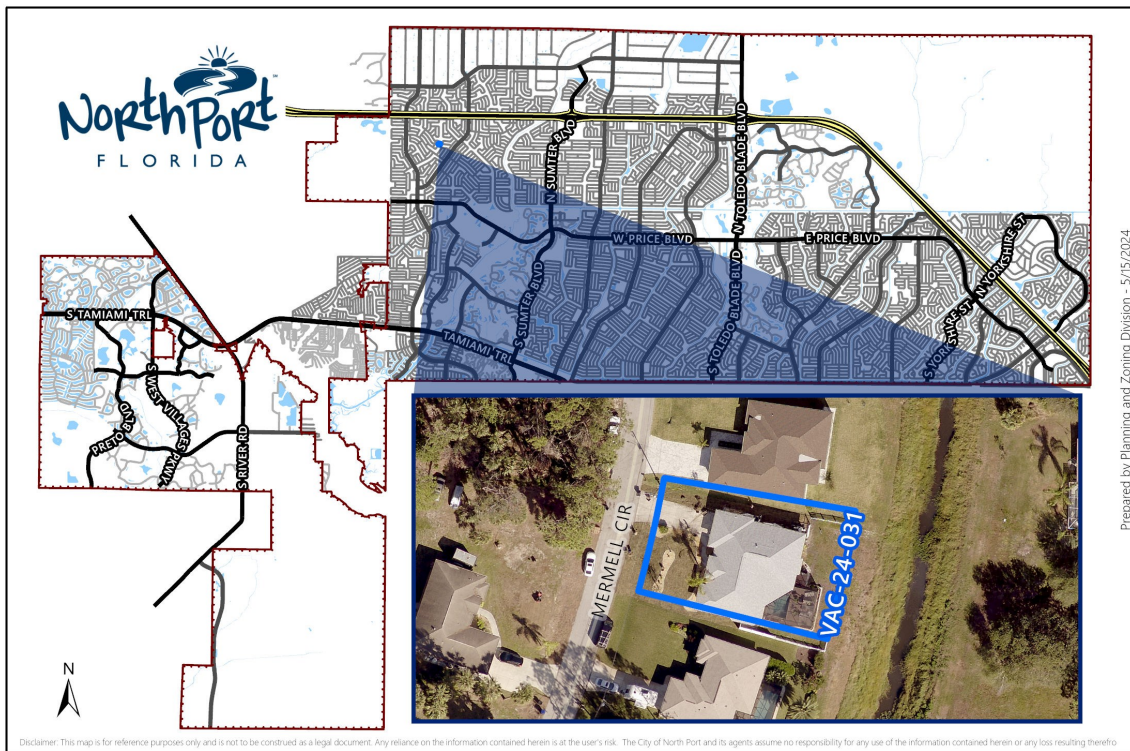 NorthPort™
FLORIDA
N SUMTER BLVD
N TOLEDO BLADE BLVD
W PRICE BLVD
E PRICE BLVD
N YORKSHIRE ST
S YORKSHIRE ST
S TAMIAMI TRL
S SUMTER BLVD
S TOLEDO BLADE BLVD
TAMIAMI TRL
S WEST VILLAGES PKWY
PRETO BLVD
S RIVER RD
MERMELL CIR
VAC-24-031
N
Prepared by Planning and Zoning Division - 5/15/2024
Disclaimer: This map is for reference purposes only and is not to be construed as a legal document. Any reliance on the information contained herein is at the user's risk. The City of North Port and its agents assume no responsibility for any use of the information contained herein or any loss resulting therefro